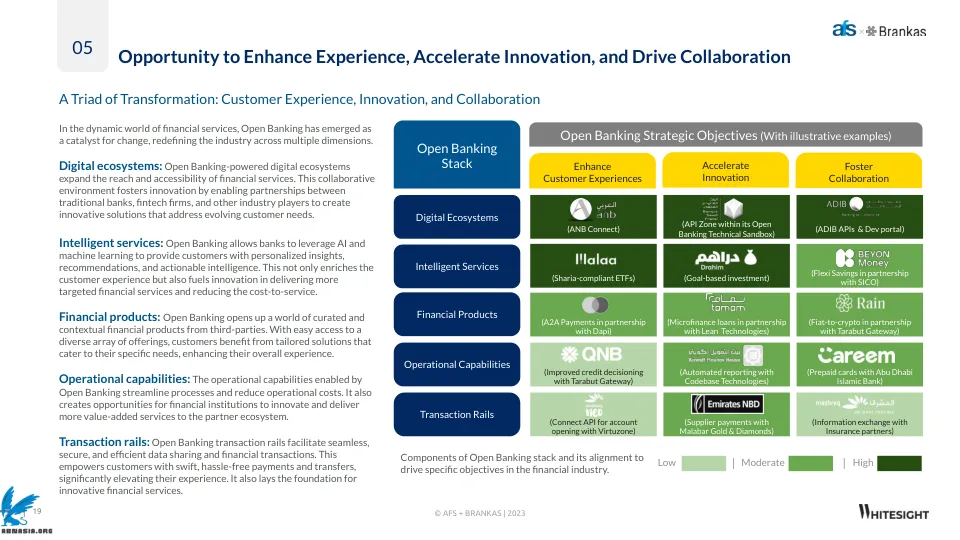 05
afs × Brankas
Opportunity to Enhance Experience, Accelerate Innovation, and Drive Collaboration
A Triad of Transformation: Customer Experience, Innovation, and Collaboration
In the dynamic world of financial services, Open Banking has emerged as
a catalyst for change, redefining the industry across multiple dimensions.
Digital ecosystems: Open Banking-powered digital ecosystems
expand the reach and accessibility of financial services. This collaborative
environment fosters innovation by enabling partnerships between
traditional banks, fintech firms, and other industry players to create
innovative solutions that address evolving customer needs.
Intelligent services: Open Banking allows banks to leverage AI and
machine learning to provide customers with personalized insights,
recommendations, and actionable intelligence. This not only enriches the
customer experience but also fuels innovation in delivering more
targeted financial services and reducing the cost-to-service.
Financial products: Open Banking opens up a world of curated and
contextual financial products from third-parties. With easy access to a
diverse array of offerings, customers benefit from tailored solutions that
cater to their specific needs, enhancing their overall experience.
Operational capabilities: The operational capabilities enabled by
Open Banking streamline processes and reduce operational costs. It also
creates opportunities for financial institutions to innovate and deliver
more value-added services to the partner ecosystem.
Transaction rails: Open Banking transaction rails facilitate seamless,
secure, and efficient data sharing and financial transactions. This
empowers customers with swift, hassle-free payments and transfers,
significantly elevating their experience. It also lays the foundation for
innovative financial services.
Open Banking
Stack
Open Banking Strategic Objectives (With illustrative examples)
Enhance
Customer Experiences
Accelerate
Innovation
Foster
Collaboration
Digital Ecosystems
العربي
anb
(ANB Connect)
(API Zone within its Open
Banking Technical Sandbox)
ADIB
(ADIB APIs & Dev portal)
Intelligent Services
Malaa
(Sharia-compliant ETFs)
دراهم
Drahim
(Goal-based investment)
BEYON
Money
(Flexi Savings in partnership
with SICO)
Financial Products
(A2A Payments in partnership
with Dapi)
tamam
(Microfinance loans in partnership
with Lean Technologies)
Rain
(Fiat-to-crypto in partnership
with Tarabut Gateway)
Operational Capabilities
QNB
(Improved credit decisioning
with Tarabut Gateway)
بيت التمويل الكويتي
Kuwait Finance House
(Automated reporting with
Codebase Technologies)
Careem
(Prepaid cards with Abu Dhabi
Islamic Bank)
Transaction Rails
(Connect API for account
opening with Virtuzone)
Emirates NBD
(Supplier payments with
Malabar Gold & Diamonds)
mashreq المشرق
(Information exchange with
Insurance partners)
Components of Open Banking stack and its alignment to
drive specific objectives in the financial industry.
Low | Moderate | High
19
ABMASIA.ORG
© AFS + BRANKAS | 2023
WHITESIGHT